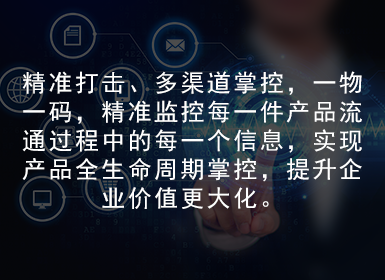 精准打击、多渠道掌控，一物
一码，精准监控每一件产品流
通过程中的每一个信息，实现
产品全生命周期掌控，提升企
业价值更大化。